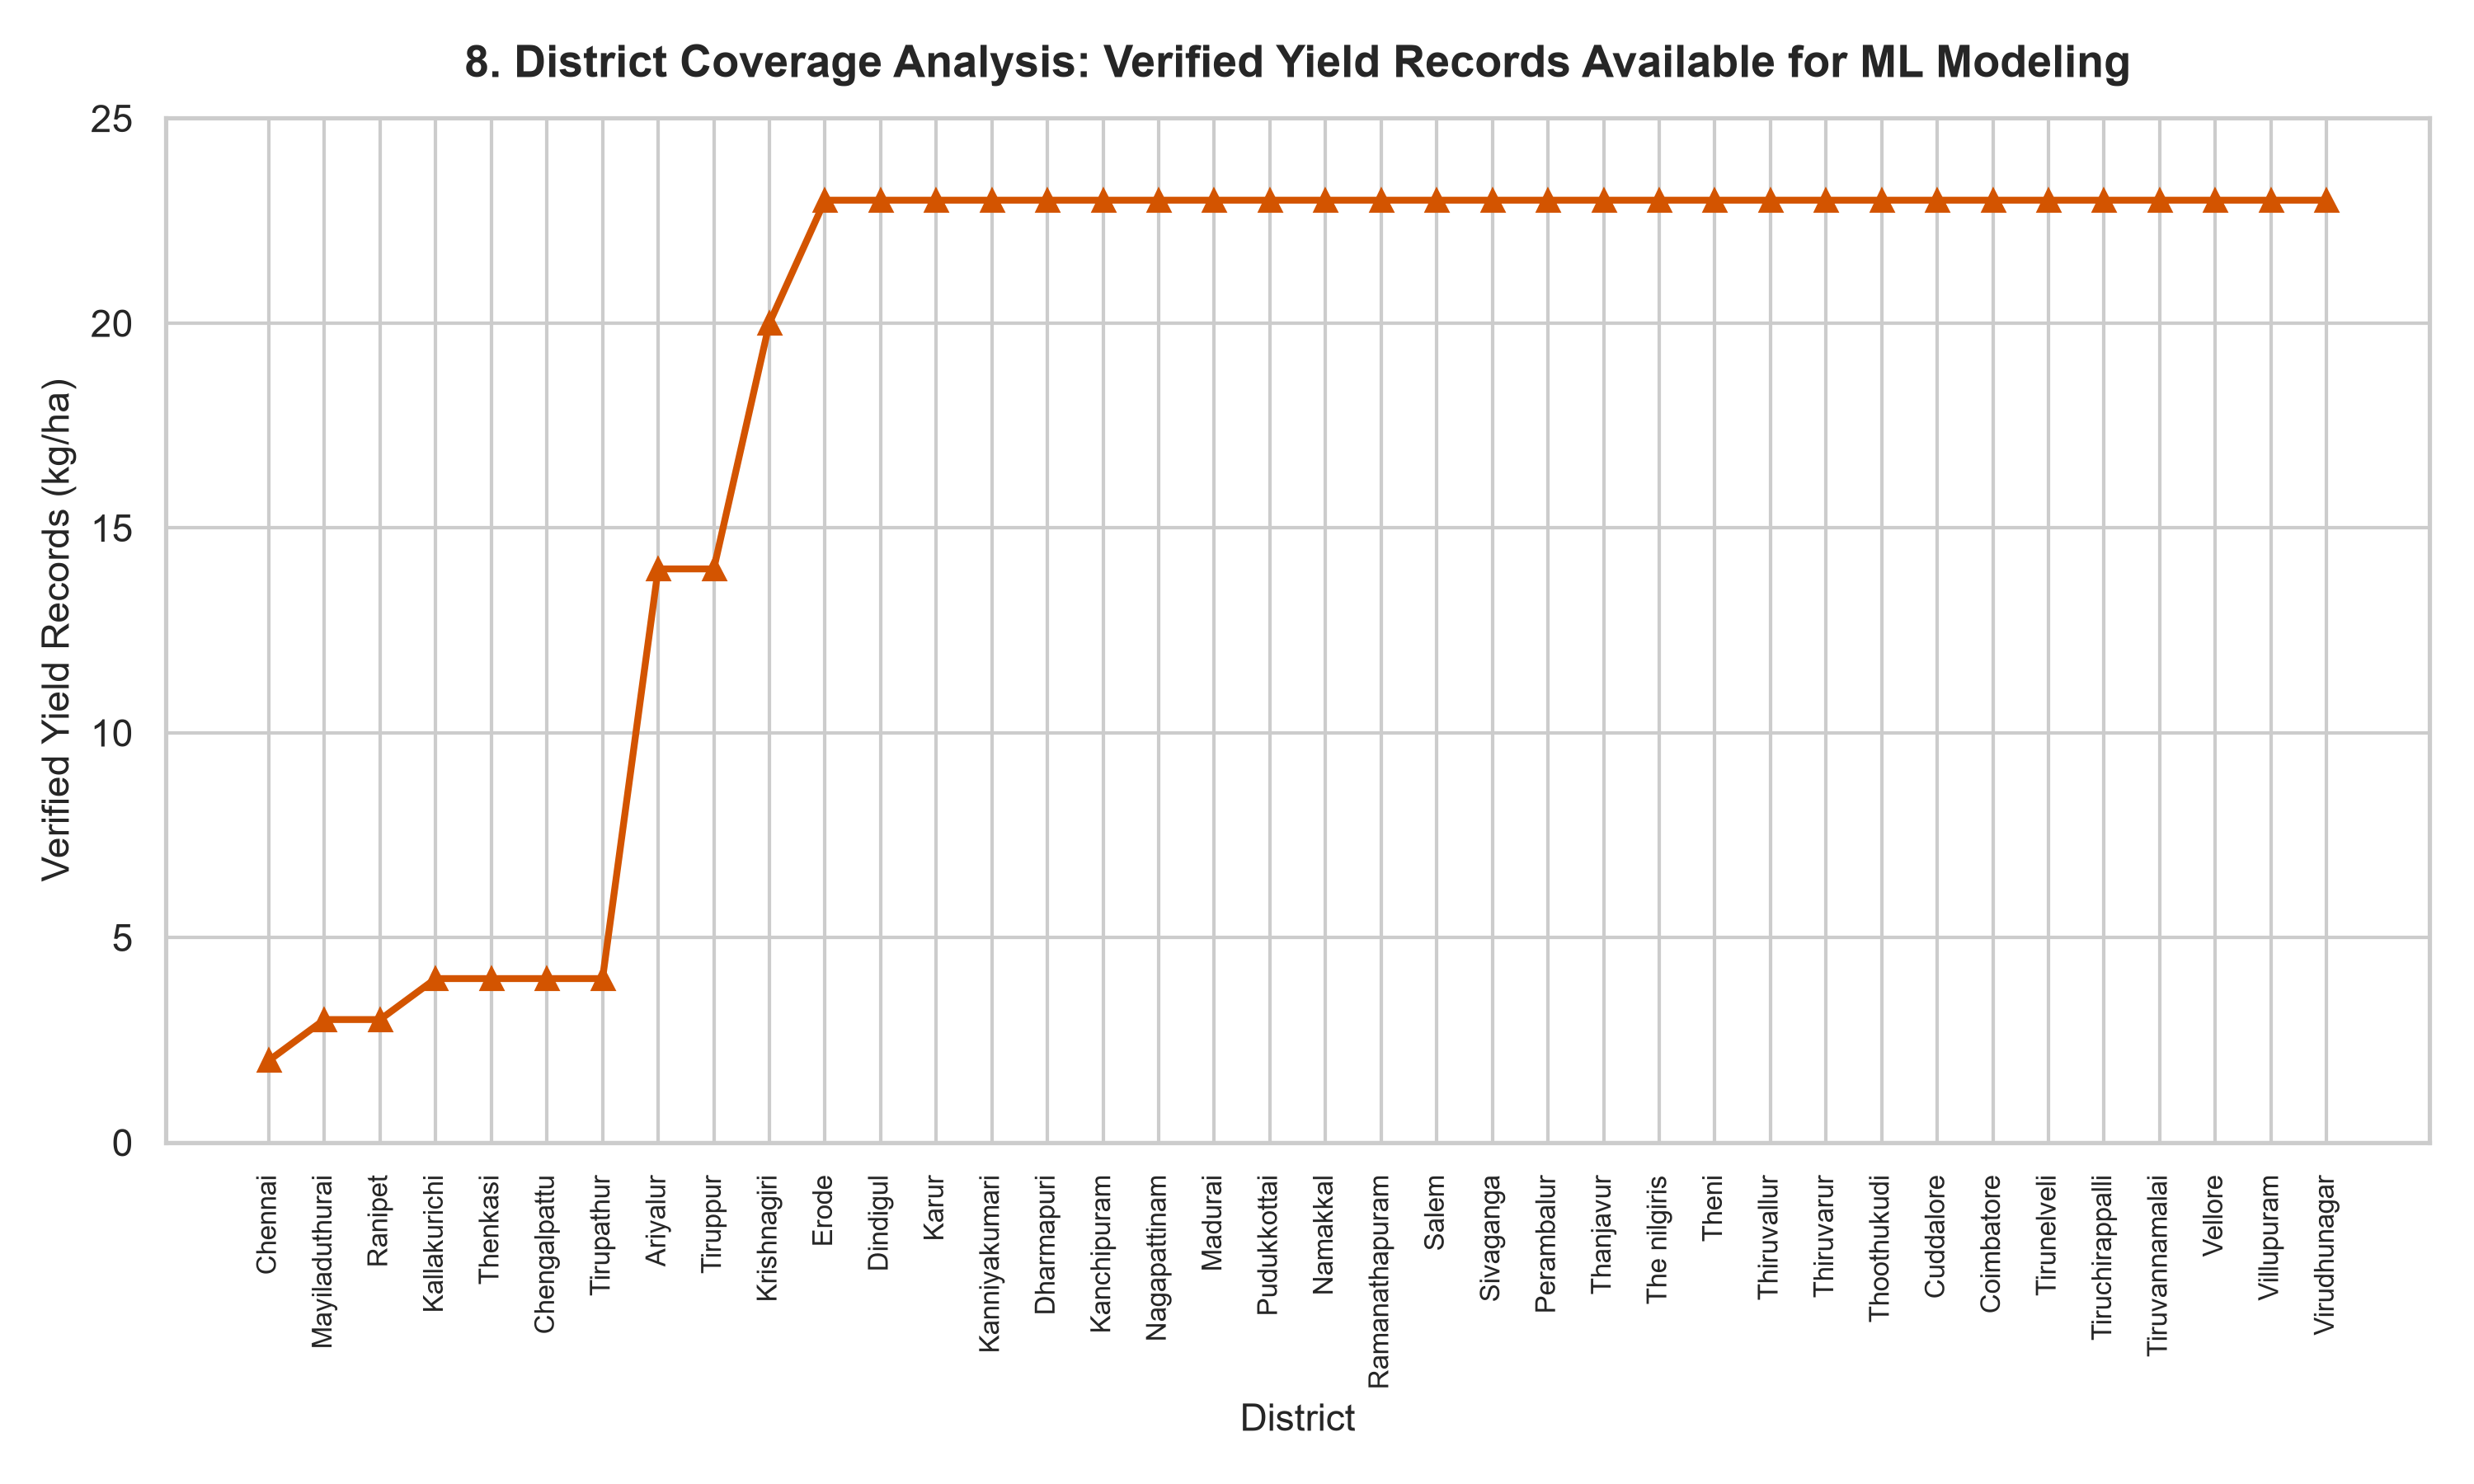 8. District Coverage Analysis: Verified Yield Records Available for ML Modeling
Verified Yield Records (kg/ha)
25
20
15
10
5
0
Chennai
Mayiladuthurai
Ranipet
Kallakurichi
Thenkasi
Chengalpattu
Tirupathur
Ariyalur
Tiruppur
Krishnagiri
Erode
Dindigul
Karur
Kanniyakumari
Dharmapuri
Kanchipuram
Nagapattinam
Madurai
Pudukkottai
Namakkal
Ramanathapuram
Salem
Sivaganga
Perambalur
Thanjavur
The nilgiris
Theni
Thiruvallur
Thiruvarur
Thoothukudi
Cuddalore
Coimbatore
Tirunelveli
Tiruchirappalli
Tiruvannamalai
Vellore
Villupuram
Virudhunagar
District